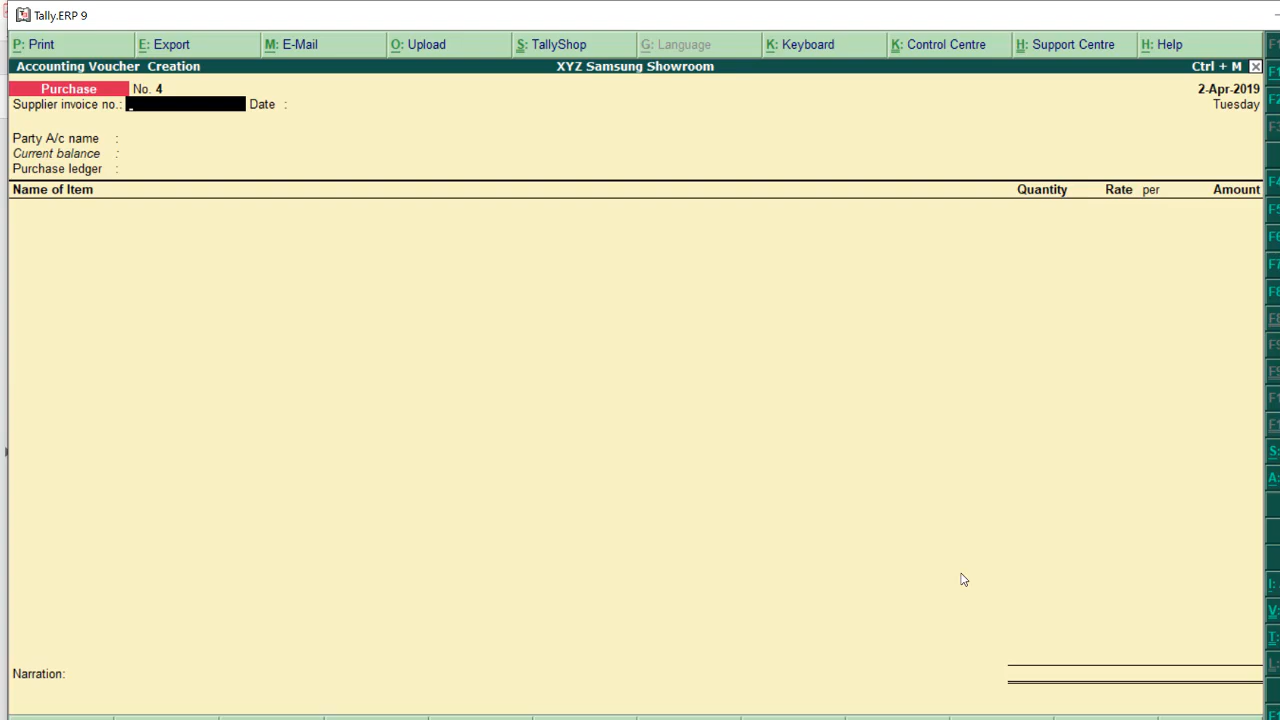 Tally.ERP 9
P: Print E: Export M: E-Mail O: Upload S: TallyShop G: Language K: Keyboard K: Control Centre H: Support Centre H: Help
Accounting Voucher Creation XYZ Samsung Showroom Ctrl + M
Purchase No. 4 2-Apr-2019
Supplier invoice no.: Date : Tuesday
Party A/c name :
Current balance :
Purchase ledger :
Name of Item Quantity Rate per Amount
Narration: